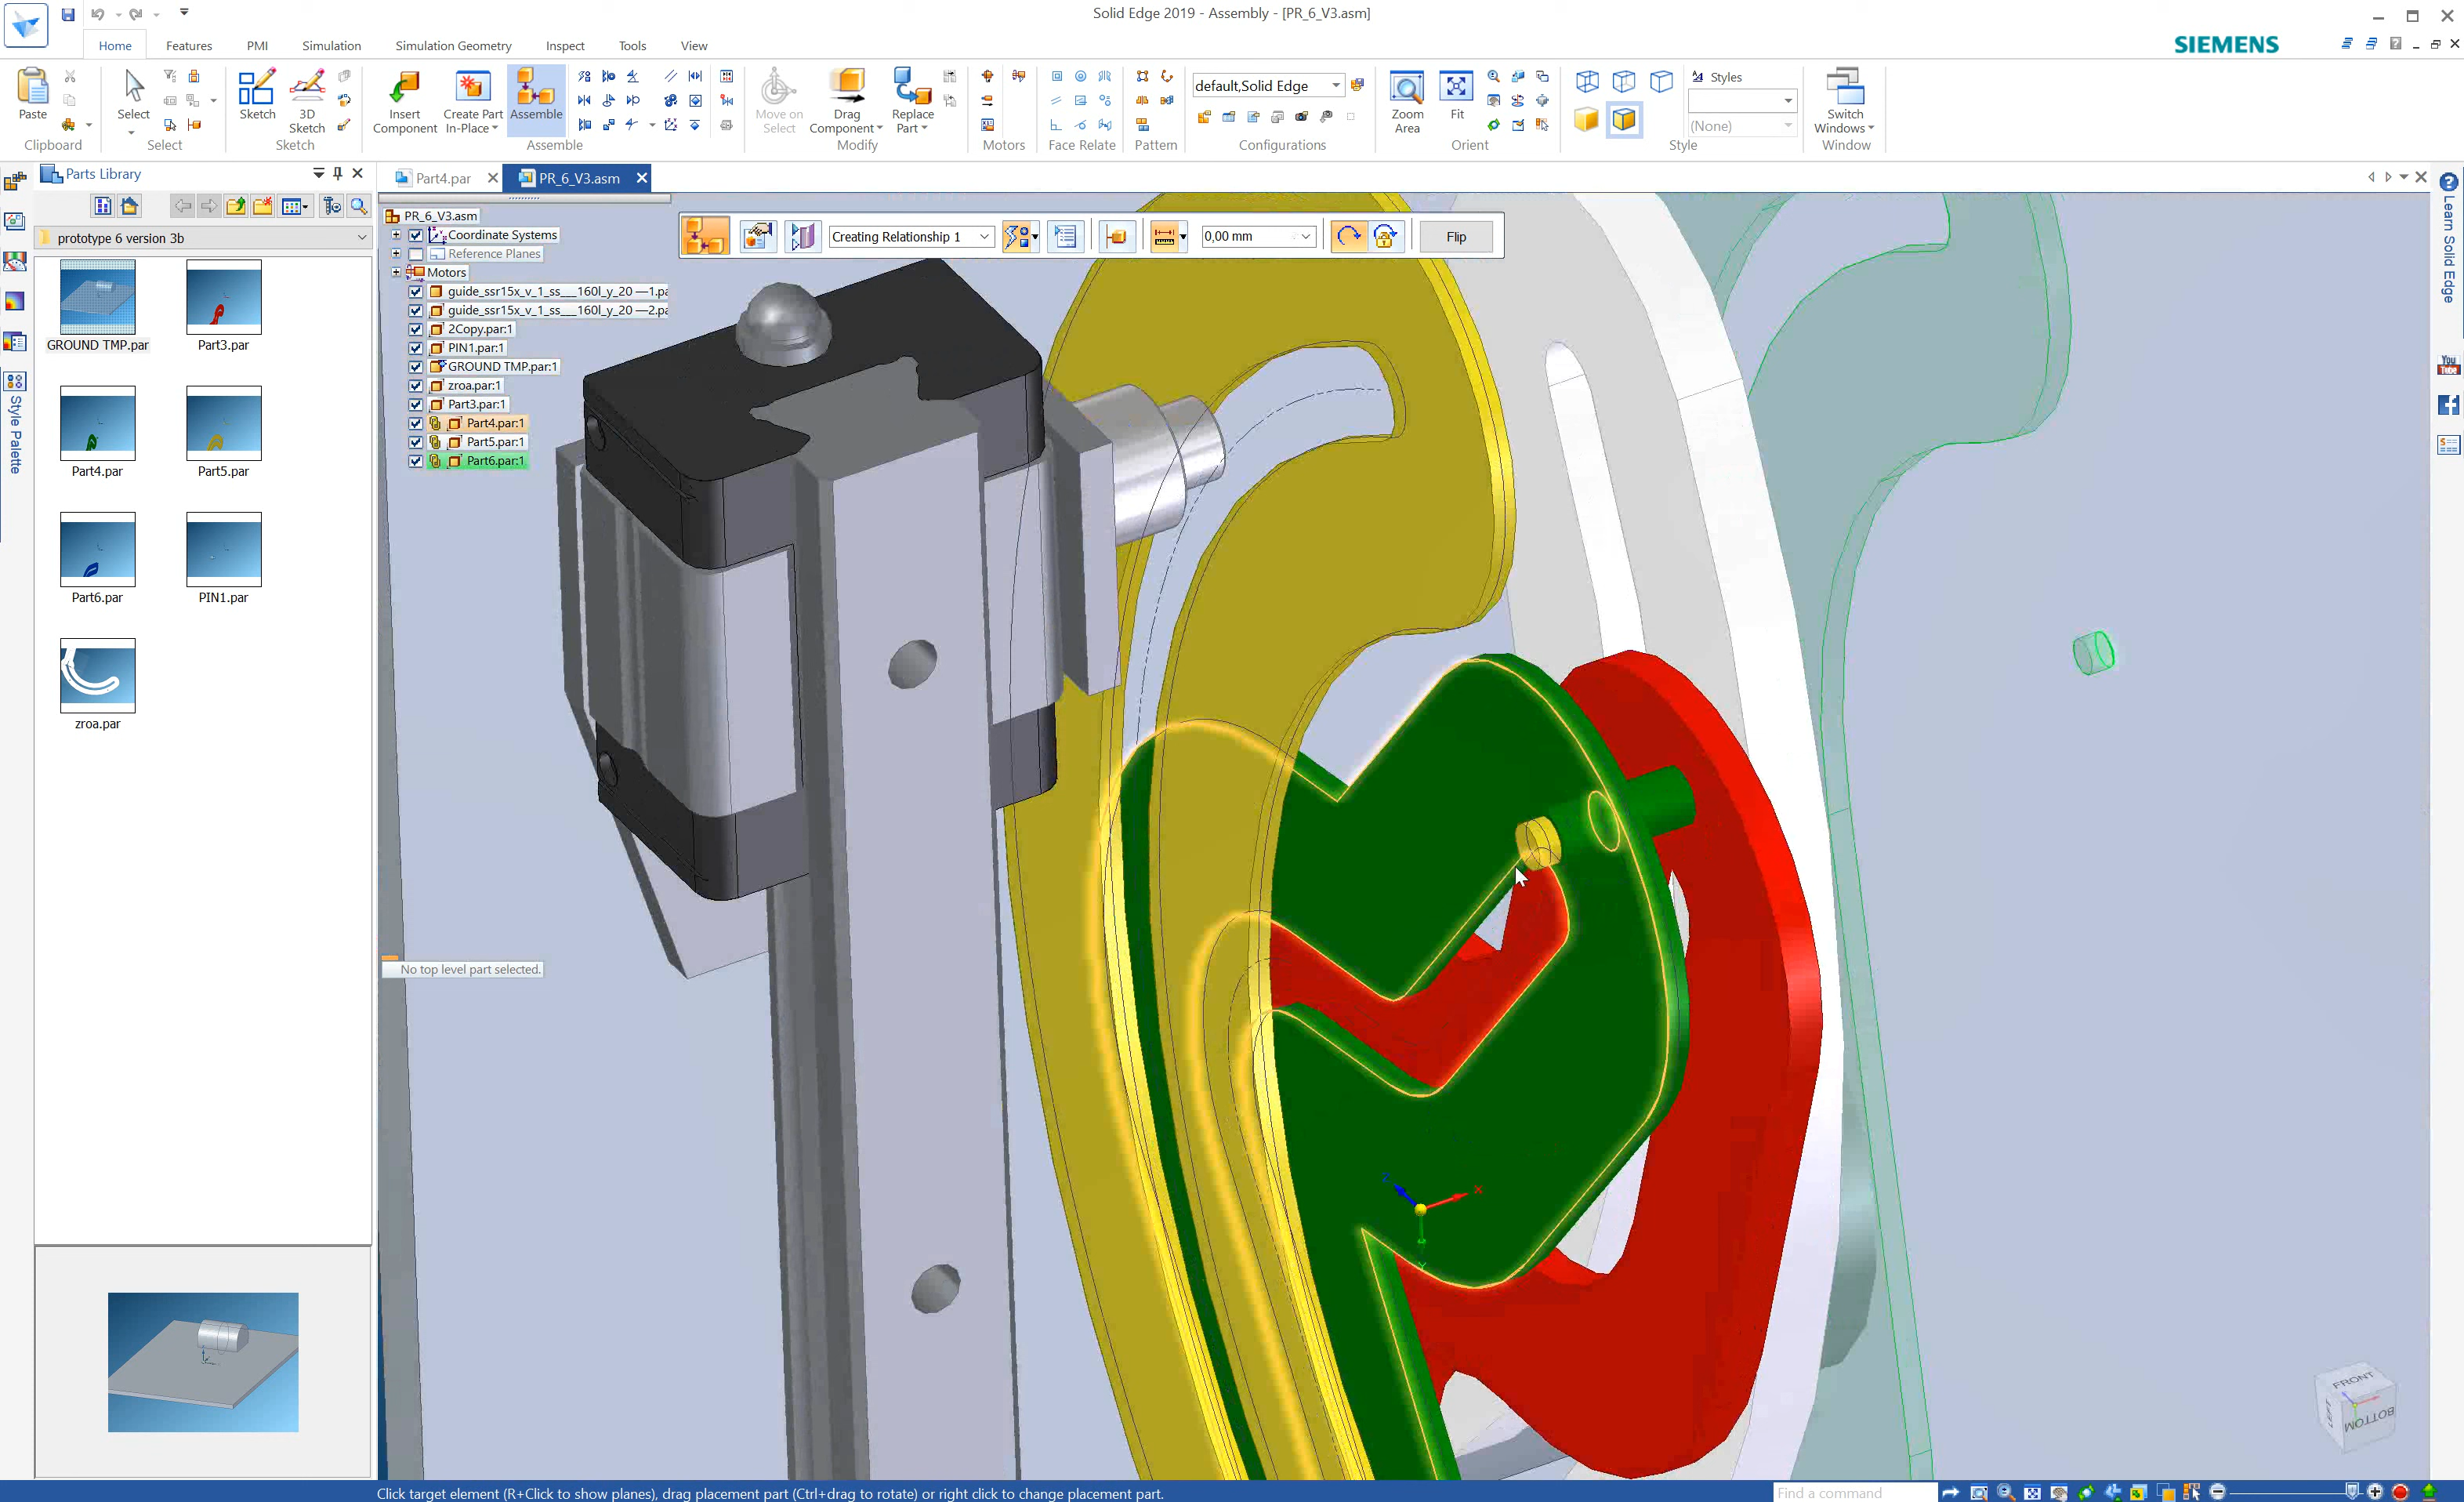 Solid Edge 2019 - Assembly - [PR_6_V3.asm]
Home Features PMI Simulation Simulation Geometry Inspect Tools View
SIEMENS
Paste
Select
Sketch
3D Sketch
Insert Component
Create Part In-Place
Assemble
Move on Select
Drag Component
Replace Part
default,Solid Edge
Zoom Area
Fit
Styles
(None)
Switch Windows
Clipboard Select Sketch Assemble Modify Motors Face Relate Pattern Configurations Orient Style Window
Parts Library
Part4.par
PR_6_V3.asm
prototype 6 version 3b
GROUND TMP.par
Part3.par
Part4.par
Part5.par
Part6.par
PIN1.par
zroa.par
Style Palette
PR_6_V3.asm
Coordinate Systems
Reference Planes
Motors
guide_ssr15x_v_1_ss___160l_y_20 —1.pa
guide_ssr15x_v_1_ss___160l_y_20 —2.pa
2Copy.par:1
PIN1.par:1
GROUND TMP.par:1
zroa.par:1
Part3.par:1
Part4.par:1
Part5.par:1
Part6.par:1
Creating Relationship 1
0,00 mm
Flip
No top level part selected.
Z
X
Y
FRONT
LEFT
BOTTOM
Learn Solid Edge
You
Tube
Click target element (R+Click to show planes), drag placement part (Ctrl+drag to rotate) or right click to change placement part.
Find a command